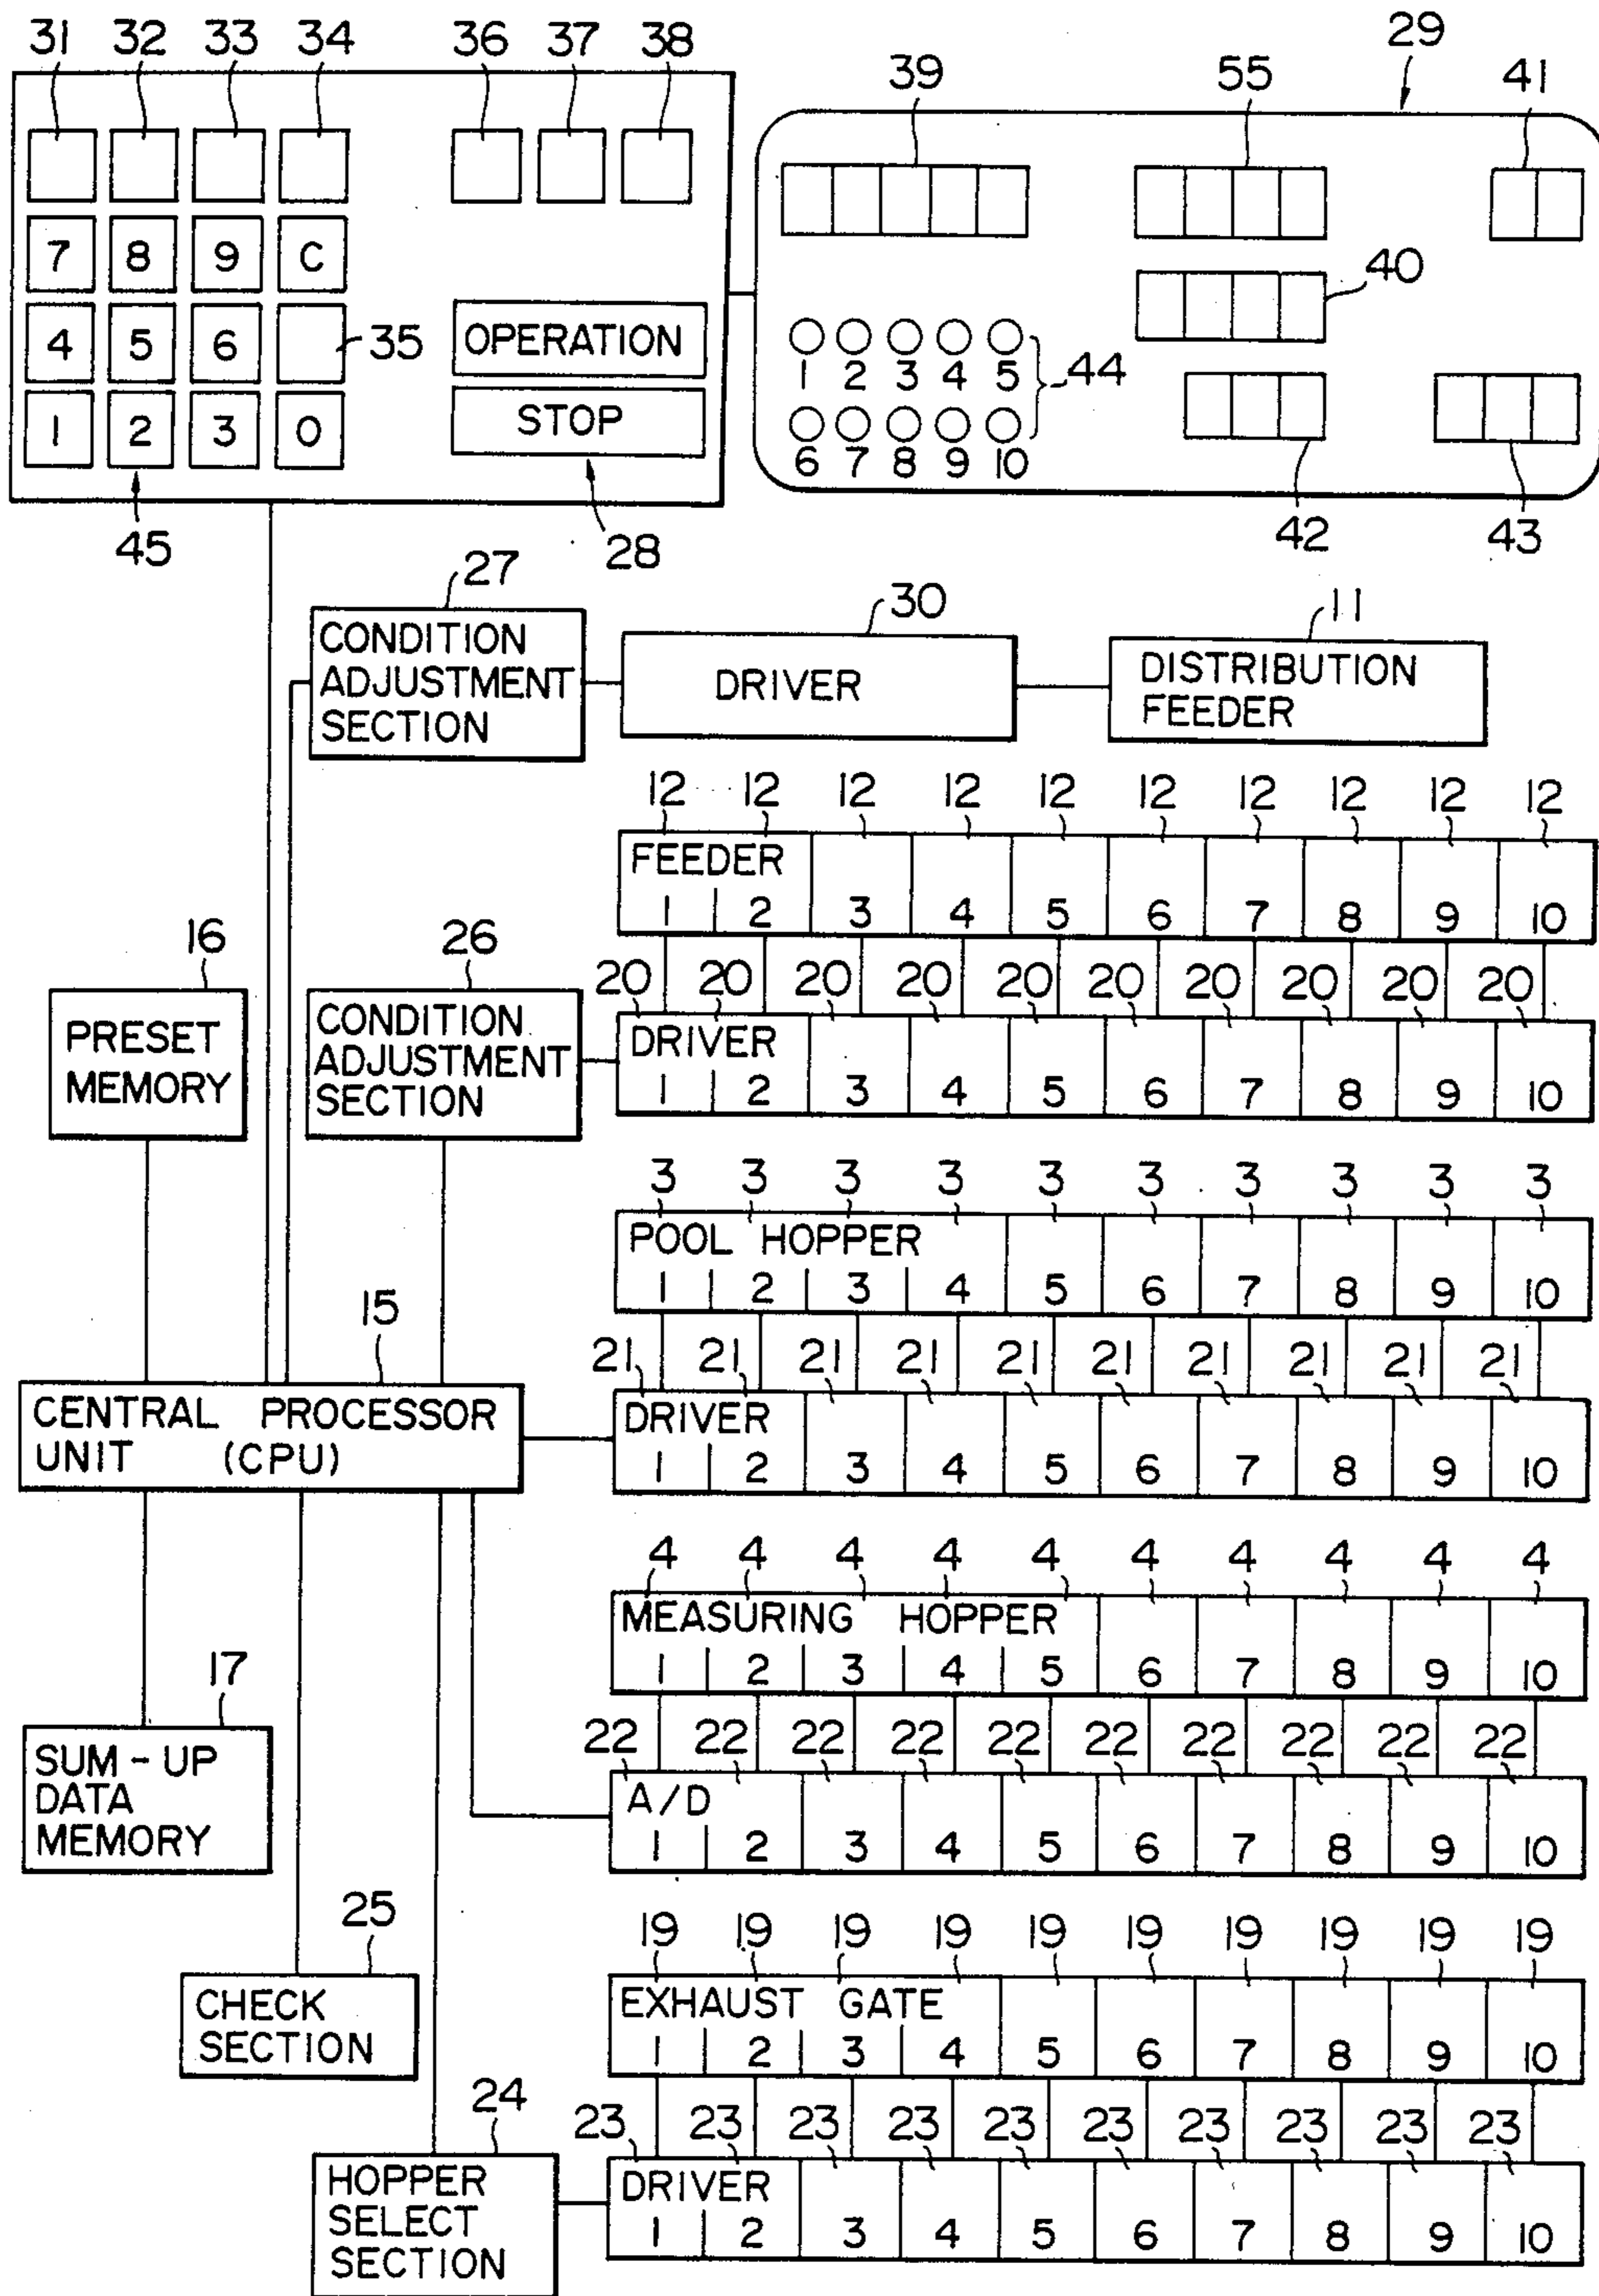 31 32 33 34 36 37 38
29
39 55 41
7 8 9 C
40
4 5 6 35 OPERATION
1 2 3 4 5 44
1 2 3 0 STOP
6 7 8 9 10
45 28 42 43
27 30 11
CONDITION
ADJUSTMENT
SECTION
DRIVER
DISTRIBUTION
FEEDER
12 12 12 12 12 12 12 12 12 12
FEEDER
1 2 3 4 5 6 7 8 9 10
16 26
20 20 20 20 20 20 20 20 20 20
PRESET
MEMORY
CONDITION
ADJUSTMENT
SECTION
DRIVER
1 2 3 4 5 6 7 8 9 10
3 3 3 3 3 3 3 3 3 3
POOL HOPPER
1 2 3 4 5 6 7 8 9 10
15
21 21 21 21 21 21 21 21 21 21
CENTRAL PROCESSOR
UNIT (CPU)
DRIVER
1 2 3 4 5 6 7 8 9 10
4 4 4 4 4 4 4 4 4 4
MEASURING HOPPER
1 2 3 4 5 6 7 8 9 10
17
22 22 22 22 22 22 22 22 22 22
SUM-UP
DATA
MEMORY
A/D
1 2 3 4 5 6 7 8 9 10
25
19 19 19 19 19 19 19 19 19 19
CHECK
SECTION
EXHAUST GATE
1 2 3 4 5 6 7 8 9 10
24
23 23 23 23 23 23 23 23 23 23
HOPPER
SELECT
SECTION
DRIVER
1 2 3 4 5 6 7 8 9 10